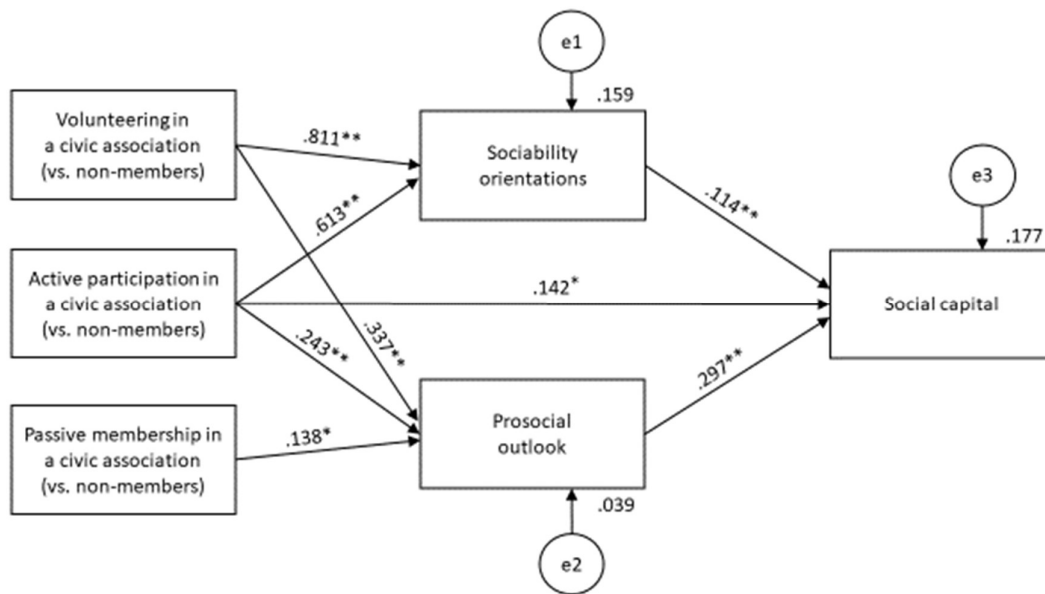 e1
.159
Volunteering in
a civic association
(vs. non-members)
.811**
Sociability
orientations
e3
.114**
.613**
.177
Active participation in
a civic association
(vs. non-members)
.142*
Social capital
.337**
.243**
.297**
Passive membership in
a civic association
(vs. non-members)
.138*
Prosocial
outlook
.039
e2